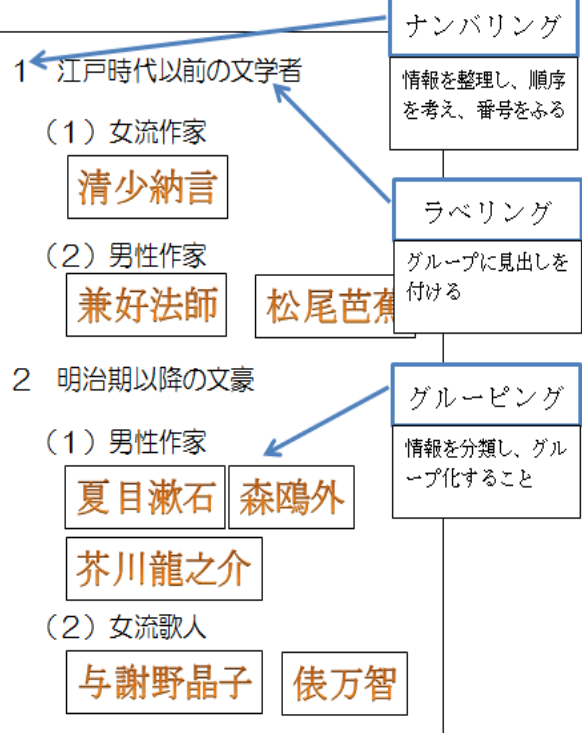 ナンバリング
情報を整理し、順序
を考え、番号をふる
1 江戸時代以前の文学者
(1)女流作家
清少納言
ラベリング
グループに見出しを
付ける
(2)男性作家
兼好法師 松尾芭蕉
2 明治期以降の文豪
グルーピング
情報を分類し、グル
ープ化すること
(1)男性作家
夏目漱石 森鴎外
芥川龍之介
(2)女流歌人
与謝野晶子 俵万智